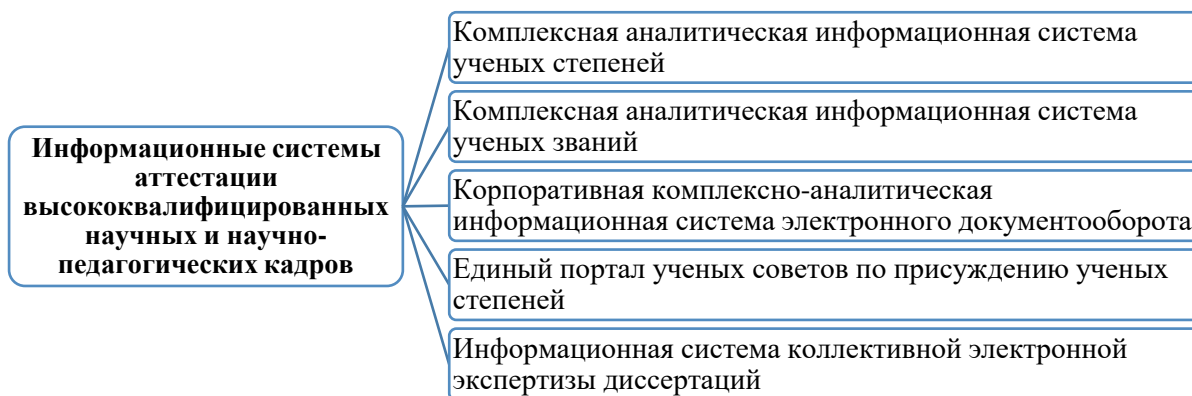 Информационные системы
аттестации
высококвалифицированных
научных и научно-
педагогических кадров
Комплексная аналитическая информационная система
ученых степеней
Комплексная аналитическая информационная система
ученых званий
Корпоративная комплексно-аналитическая
информационная система электронного документооборота
Единый портал ученых советов по присуждению ученых
степеней
Информационная система коллективной электронной
экспертизы диссертаций